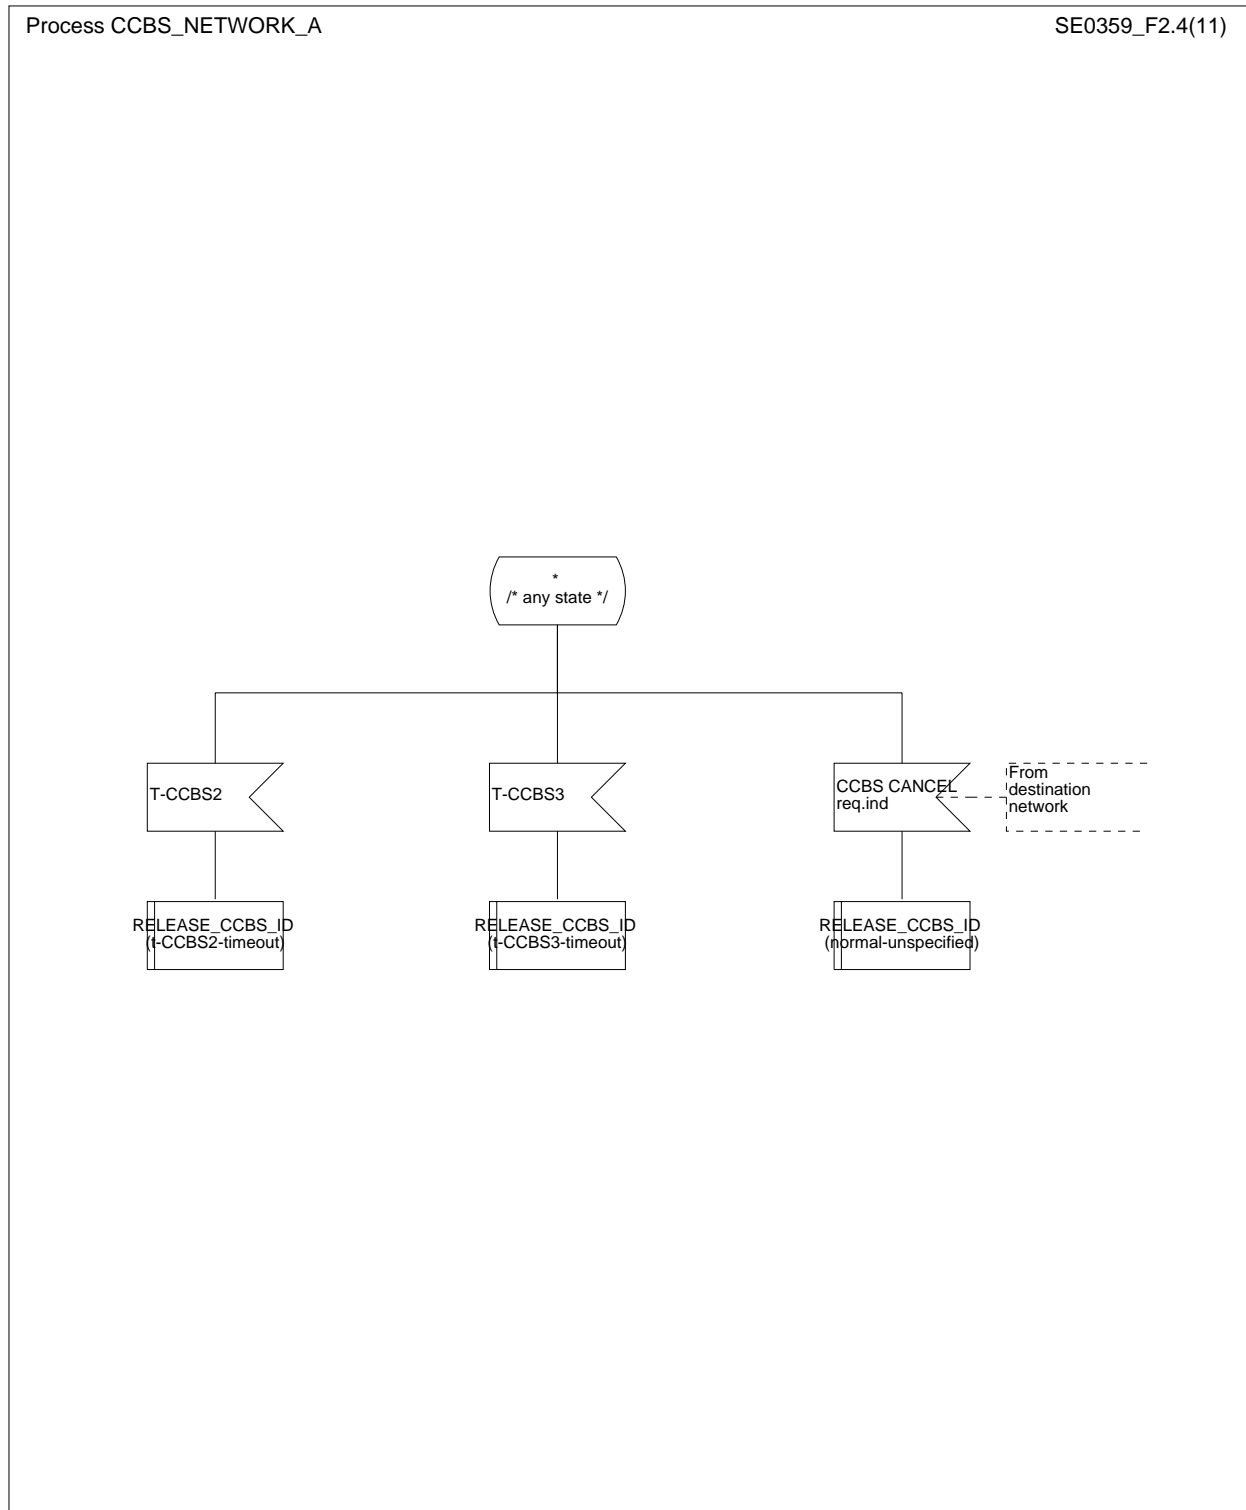 Process CCBS_NETWORK_A
SE0359_F2.4(11)
*
/* any state */
T-CCBS2
T-CCBS3
CCBS CANCEL
req.ind
From
destination
network
RELEASE_CCBS_ID
(t-CCBS2-timeout)
RELEASE_CCBS_ID
(t-CCBS3-timeout)
RELEASE_CCBS_ID
(normal-unspecified)